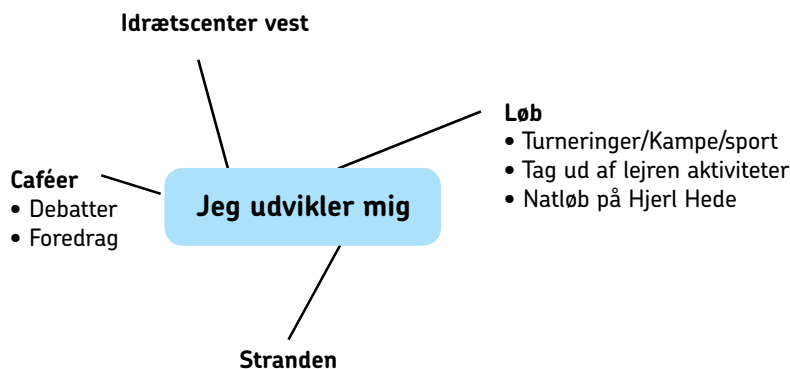 Idrætscenter vest
Løb
• Turneringer/Kampe/sport
• Tag ud af lejren aktiviteter
• Natløb på Hjerl Hede
Caféer
• Debatter
• Foredrag
Jeg udvikler mig
Stranden